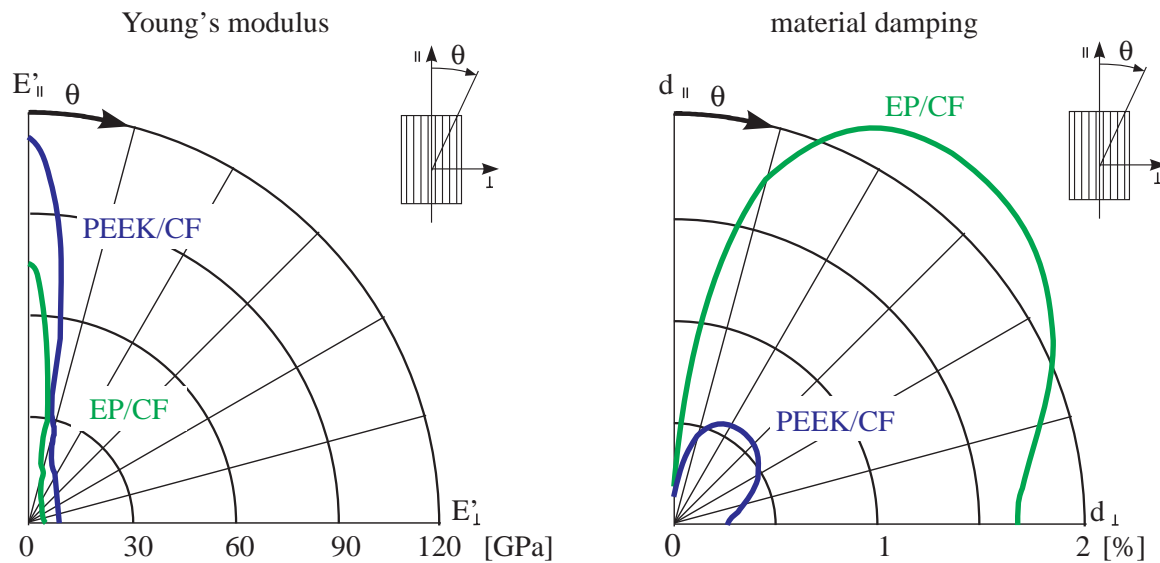 Young's modulus
E'∥
θ
∥
θ
⊥
PEEK/CF
EP/CF
E'⊥
0 30 60 90 120 [GPa]
material damping
d ∥
θ
∥
θ
⊥
EP/CF
PEEK/CF
d⊥
0 1 2 [%]